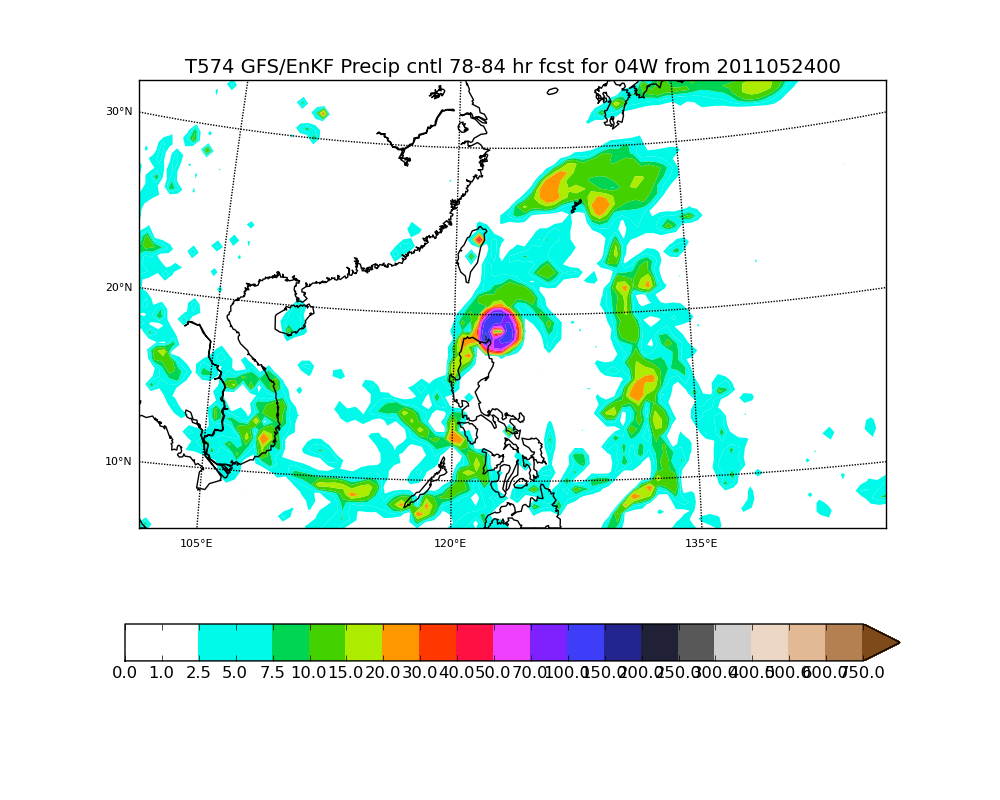 T574 GFS/EnKF Precip cntl 78-84 hr fcst for 04W from 2011052400
30°N
20°N
10°N
105°E 120°E 135°E
0.0 1.0 2.5 5.0 7.5 10.0 15.0 20.0 30.0 40.0 50.0 70.0 100.0 150.0 200.0 250.0 300.0 400.0 500.0 600.0 750.0